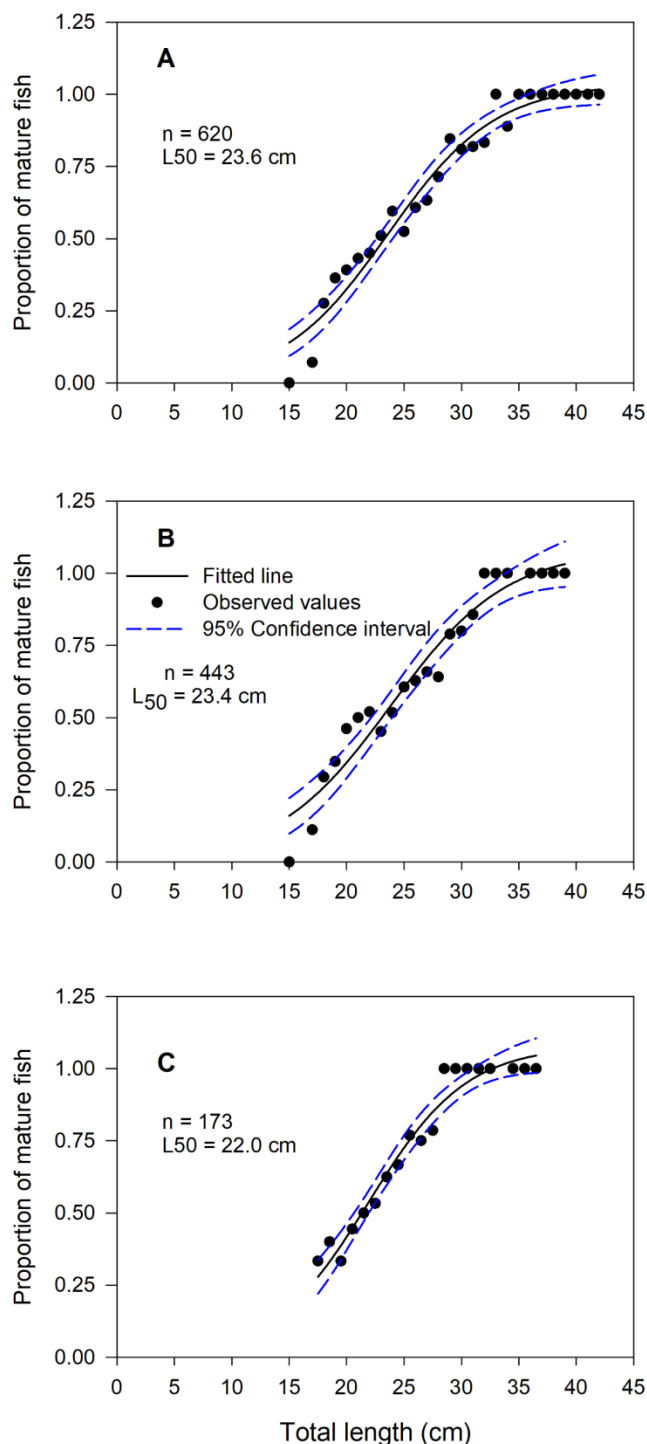 1.25
A
1.00
n = 620
L50 = 23.6 cm
0.75
0.50
0.25
0.00
Proportion of mature fish
0 5 10 15 20 25 30 35 40 45
1.25
B
1.00
Fitted line
Observed values
95% Confidence interval
0.75
n = 443
L50 = 23.4 cm
0.50
0.25
0.00
Proportion of mature fish
0 5 10 15 20 25 30 35 40 45
1.25
C
1.00
n = 173
L50 = 22.0 cm
0.75
0.50
0.25
0.00
Proportion of mature fish
0 5 10 15 20 25 30 35 40 45
Total length (cm)